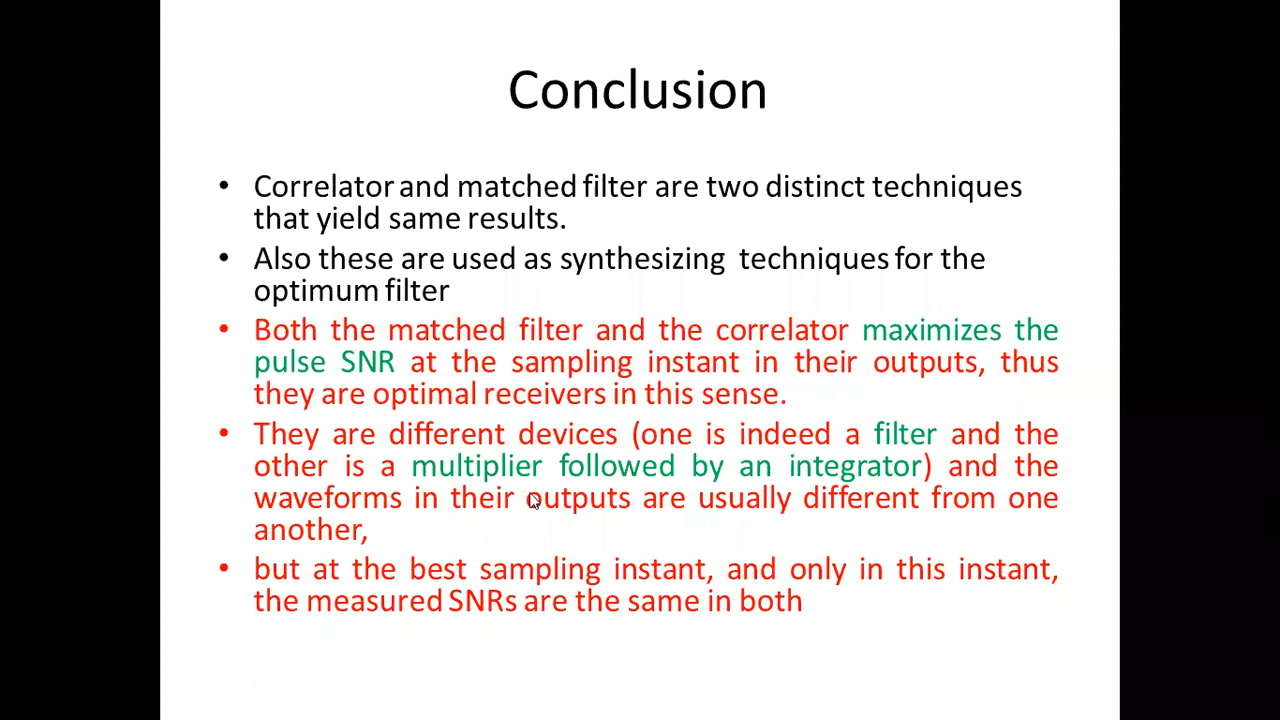 Conclusion
• Correlator and matched filter are two distinct techniques
that yield same results.
• Also these are used as synthesizing techniques for the
optimum filter
• Both the matched filter and the correlator maximizes the
pulse SNR at the sampling instant in their outputs, thus
they are optimal receivers in this sense.
• They are different devices (one is indeed a filter and the
other is a multiplier followed by an integrator) and the
waveforms in their outputs are usually different from one
another,
• but at the best sampling instant, and only in this instant,
the measured SNRs are the same in both